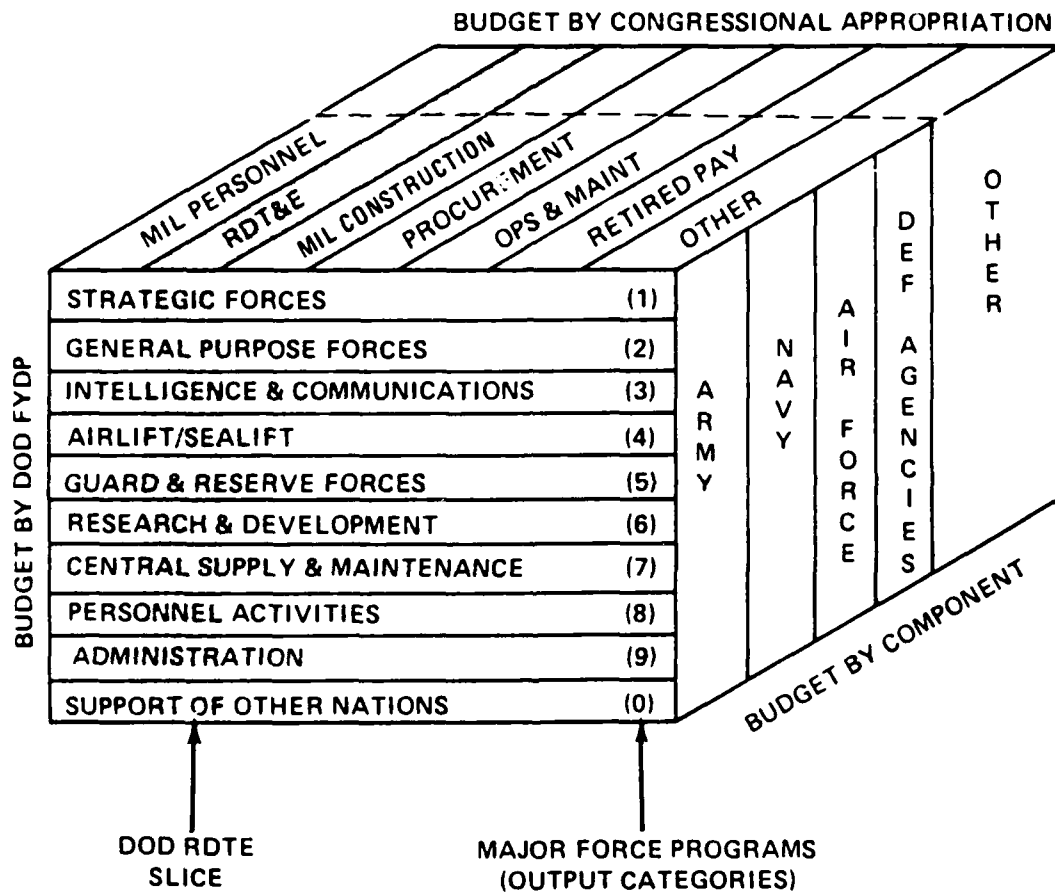 BUDGET BY CONGRESSIONAL APPROPRIATION
MIL PERSONNEL
RDT&E
MIL CONSTRUCTION
PROCUREMENT
OPS & MAINT
RETIRED PAY
OTHER
BUDGET BY DOD FYDP
STRATEGIC FORCES (1)
GENERAL PURPOSE FORCES (2)
INTELLIGENCE & COMMUNICATIONS (3)
AIRLIFT/SEALIFT (4)
GUARD & RESERVE FORCES (5)
RESEARCH & DEVELOPMENT (6)
CENTRAL SUPPLY & MAINTENANCE (7)
PERSONNEL ACTIVITIES (8)
ADMINISTRATION (9)
SUPPORT OF OTHER NATIONS (0)
ARMY
NAVY
AIR FORCE
DEF AGENCIES
OTHER
BUDGET BY COMPONENT
DOD RDTE
SLICE
MAJOR FORCE PROGRAMS
(OUTPUT CATEGORIES)